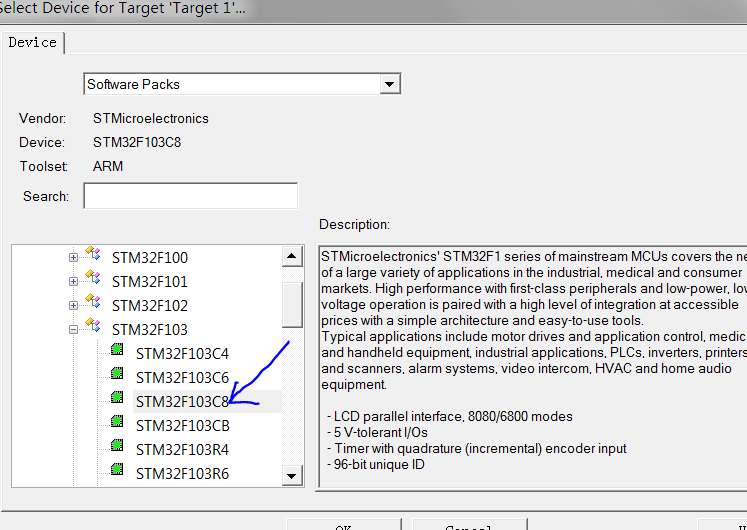 Select Device for Target 'Target 1'...
Device
Software Packs
Vendor: STMicroelectronics
Device: STM32F103C8
Toolset: ARM
Search:
Description:
STM32F100
STM32F101
STM32F102
STM32F103
STM32F103C4
STM32F103C6
STM32F103C8
STM32F103CB
STM32F103R4
STM32F103R6
STMicroelectronics' STM32F1 series of mainstream MCUs covers the ne
of a large variety of applications in the industrial, medical and consumer
markets. High performance with first-class peripherals and low-power, low
voltage operation is paired with a high level of integration at accessible
prices with a simple architecture and easy-to-use tools.
Typical applications include motor drives and application control, medic
and handheld equipment, industrial applications, PLCs, inverters, printers
and scanners, alarm systems, video intercom, HVAC and home audio
equipment.
- LCD parallel interface, 8080/6800 modes
- 5 V-tolerant I/Os
- Timer with quadrature (incremental) encoder input
- 96-bit unique ID
OK
Cancel